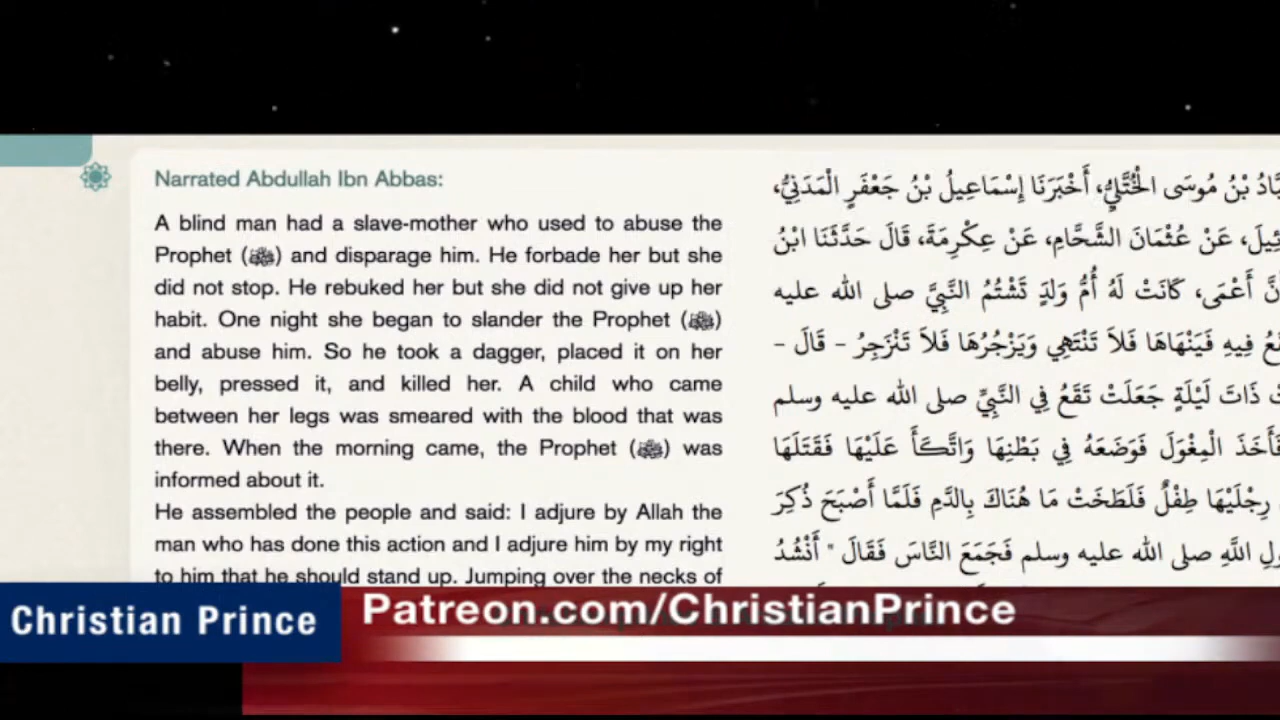 Narrated Abdullah Ibn Abbas:
A blind man had a slave-mother who used to abuse the
Prophet (ﷺ) and disparage him. He forbade her but she
did not stop. He rebuked her but she did not give up her
habit. One night she began to slander the Prophet (ﷺ)
and abuse him. So he took a dagger, placed it on her
belly, pressed it, and killed her. A child who came
between her legs was smeared with the blood that was
there. When the morning came, the Prophet (ﷺ) was
informed about it.
He assembled the people and said: I adjure by Allah the
man who has done this action and I adjure him by my right
to him that he should stand up. Jumping over the necks of
بْنُ مُوسَى الْخُتَّلِيُّ، أَخْبَرَنَا إِسْمَاعِيلُ بْنُ جَعْفَرٍ الْمَدَنِيُّ،
عَنْ عُثْمَانَ الشَّحَّامِ، عَنْ عِكْرِمَةَ، قَالَ حَدَّثَنَا ابْنُ
أَعْمَى، كَانَتْ لَهُ أُمُّ وَلَدٍ تَشْتُمُ النَّبِيَّ صلى الله عليه
فِيهِ فَيَنْهَاهَا فَلاَ تَنْتَهِي وَيَزْجُرُهَا فَلاَ تَنْزَجِرُ - قَالَ -
ذَاتَ لَيْلَةٍ جَعَلَتْ تَقَعُ فِي النَّبِيِّ صلى الله عليه وسلم
فَأَخَذَ الْمِغْوَلَ فَوَضَعَهُ فِي بَطْنِهَا وَاتَّكَأَ عَلَيْهَا فَقَتَلَهَا
رِجْلَيْهَا طِفْلٌ فَلَطَخَتْ مَا هُنَاكَ بِالدَّمِ فَلَمَّا أَصْبَحَ ذُكِرَ
اللَّهِ صلى الله عليه وسلم فَجَمَعَ النَّاسَ فَقَالَ " أَنْشُدُ
Christian Prince
Patreon.com/ChristianPrince